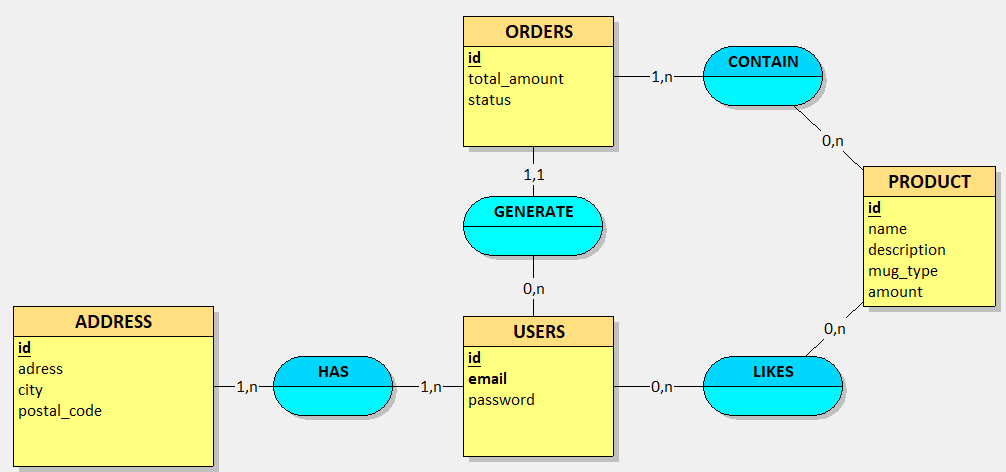 ORDERS
id
total_amount
status
1,n
CONTAIN
0,n
PRODUCT
id
name
description
mug_type
amount
1,1
GENERATE
0,n
ADDRESS
id
adress
city
postal_code
1,n
HAS
1,n
USERS
id
email
password
0,n
LIKES
0,n